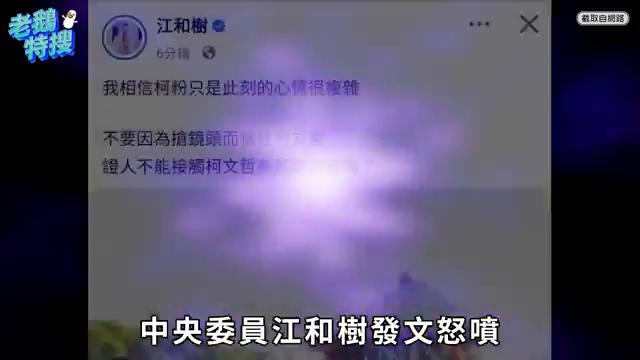 老鵝特搜
截取自網路
江和樹
6分鐘
我相信柯粉只是此刻的心情很複雜
不要因為搶鏡頭而
證人不能接觸柯文哲
中央委員江和樹發文怒噴